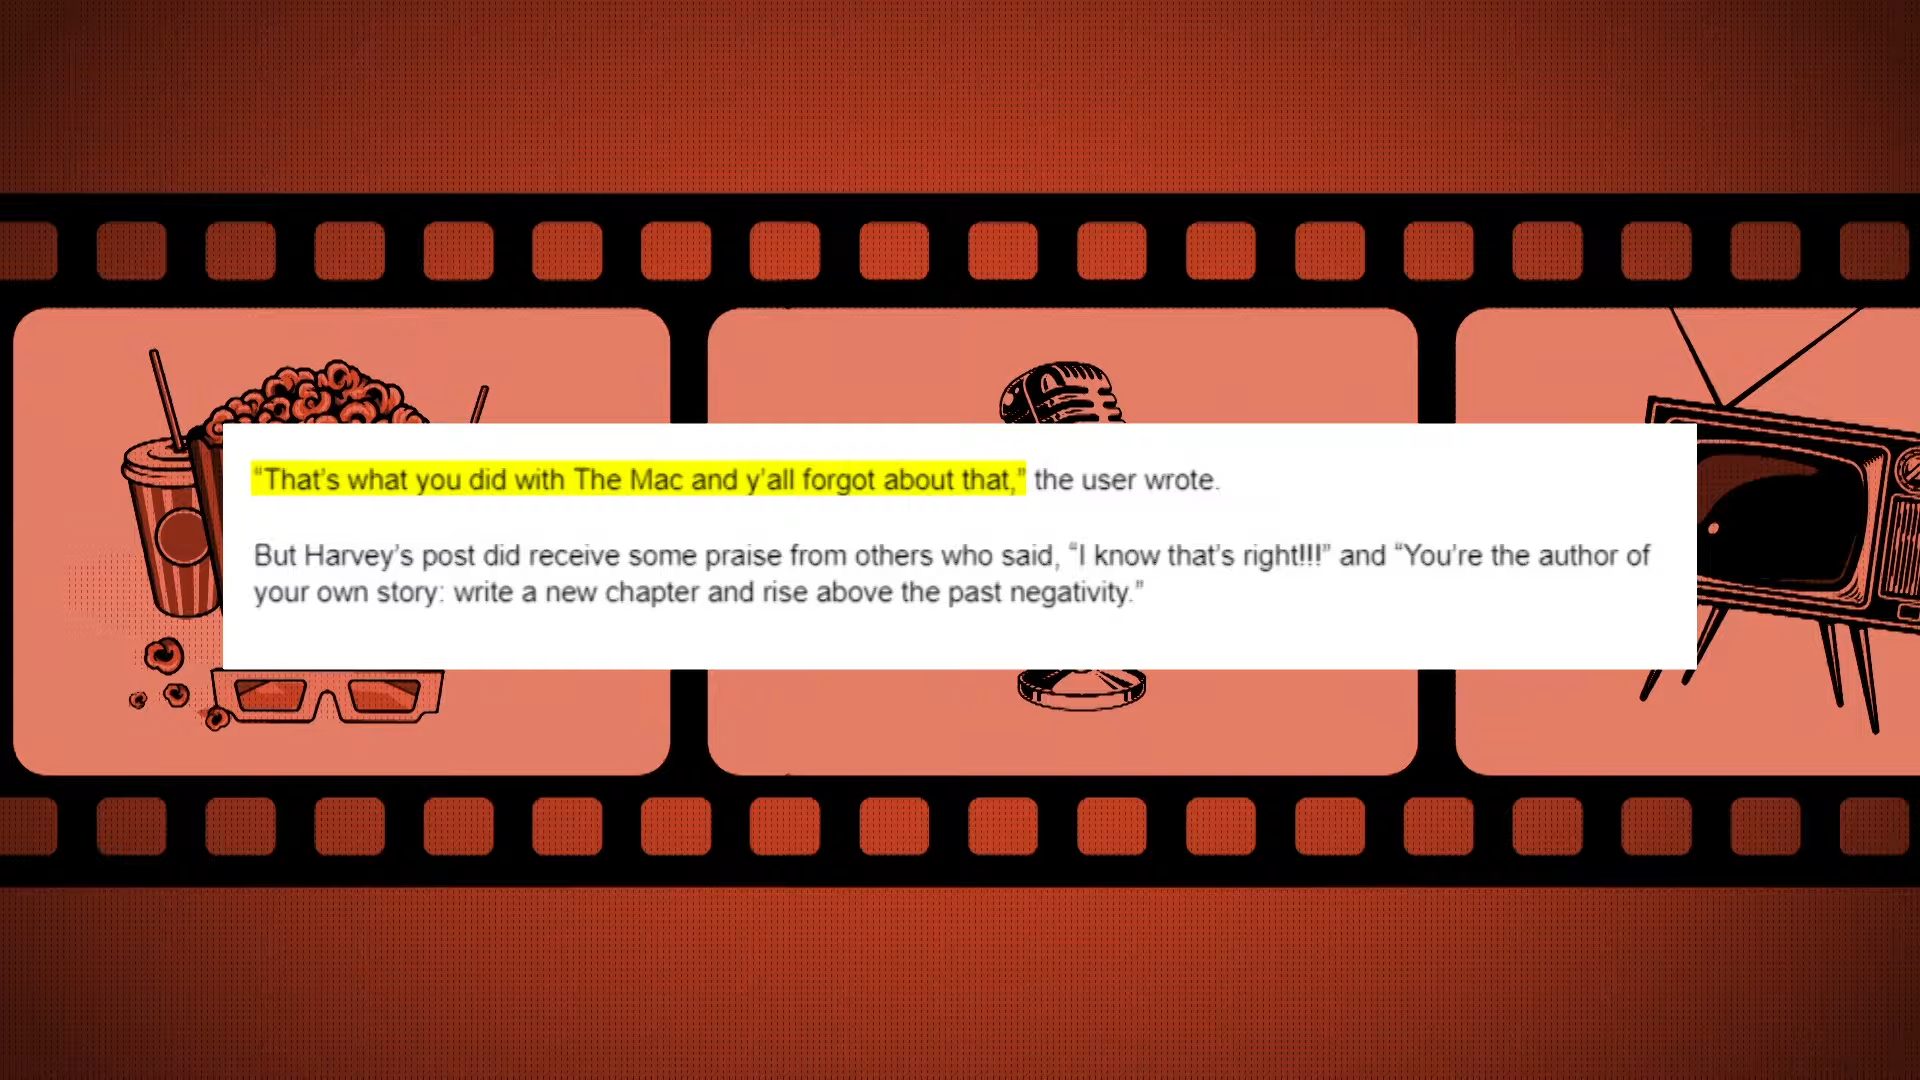 “That’s what you did with The Mac and y’all forgot about that,” the user wrote.
But Harvey’s post did receive some praise from others who said, “I know that’s right!!!” and “You’re the author of
your own story: write a new chapter and rise above the past negativity.”